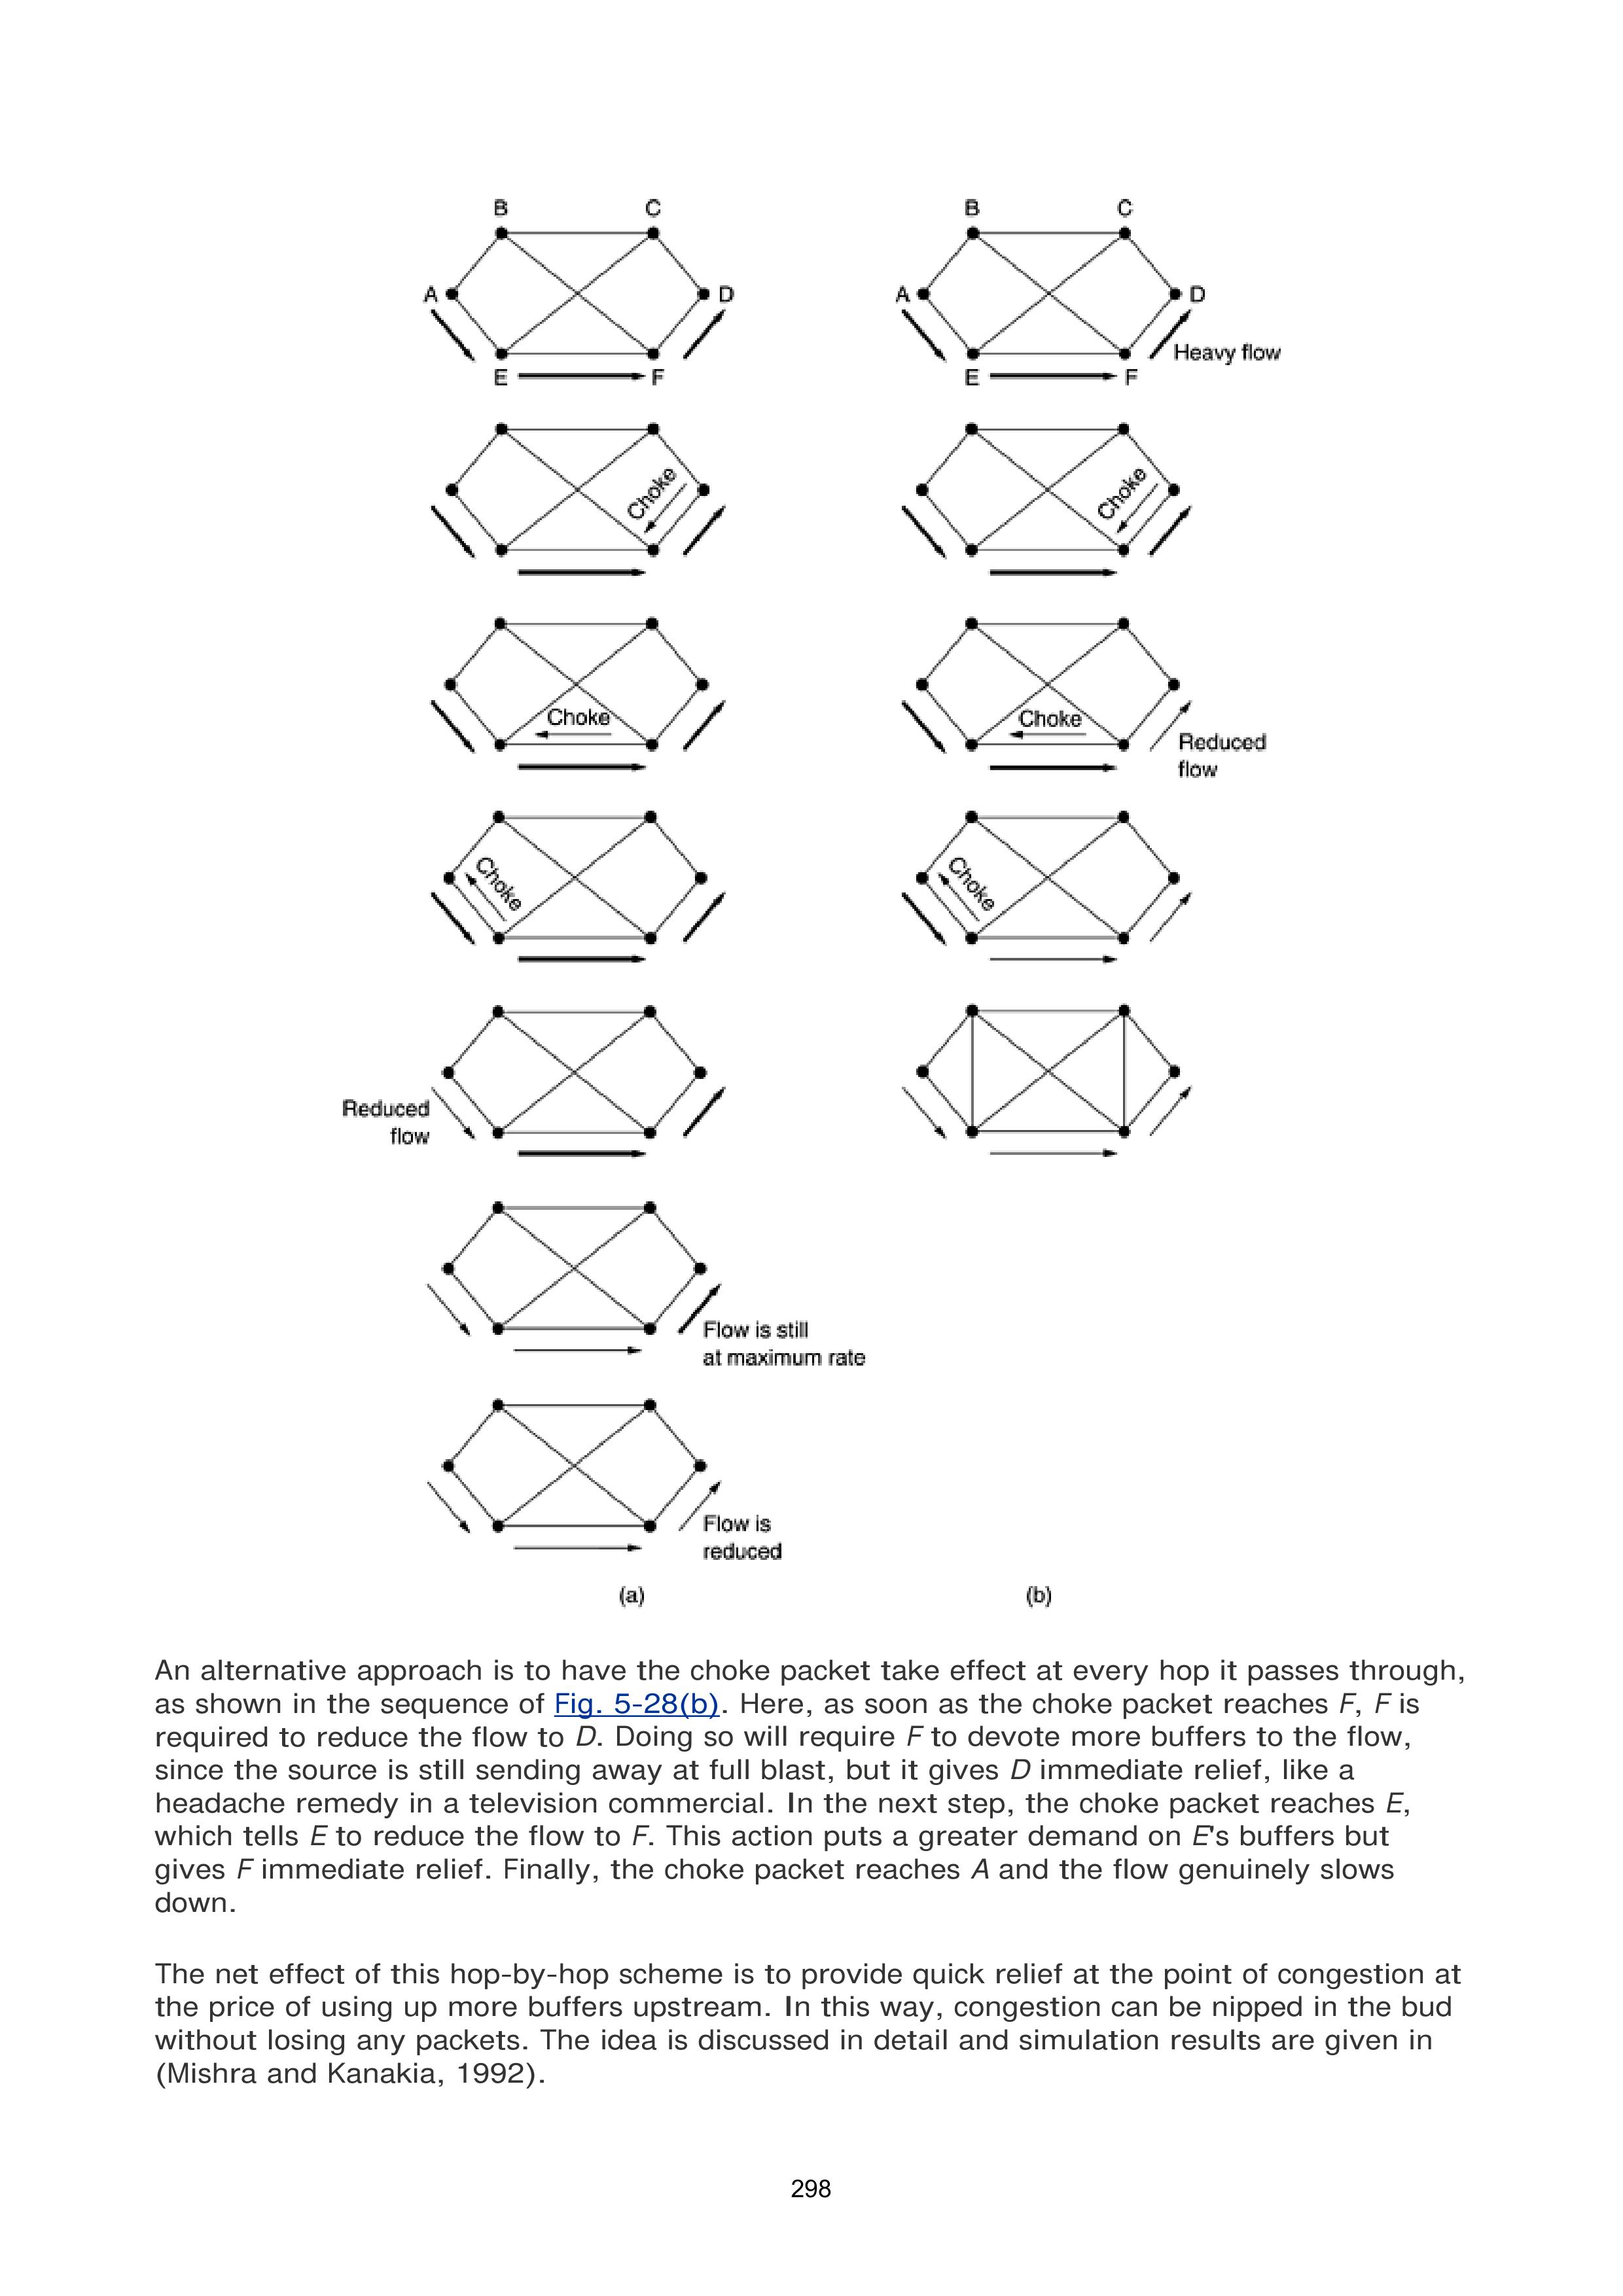 B C B C
A D A D
Heavy flow
E F E F
Choke Choke
Choke Choke
Reduced
flow
Choke Choke
Reduced
flow
Flow is still
at maximum rate
Flow is
reduced
(a) (b)
An alternative approach is to have the choke packet take effect at every hop it passes through,
as shown in the sequence of Fig. 5-28(b). Here, as soon as the choke packet reaches F, F is
required to reduce the flow to D. Doing so will require F to devote more buffers to the flow,
since the source is still sending away at full blast, but it gives D immediate relief, like a
headache remedy in a television commercial. In the next step, the choke packet reaches E,
which tells E to reduce the flow to F. This action puts a greater demand on E's buffers but
gives F immediate relief. Finally, the choke packet reaches A and the flow genuinely slows
down.
The net effect of this hop-by-hop scheme is to provide quick relief at the point of congestion at
the price of using up more buffers upstream. In this way, congestion can be nipped in the bud
without losing any packets. The idea is discussed in detail and simulation results are given in
(Mishra and Kanakia, 1992).
298